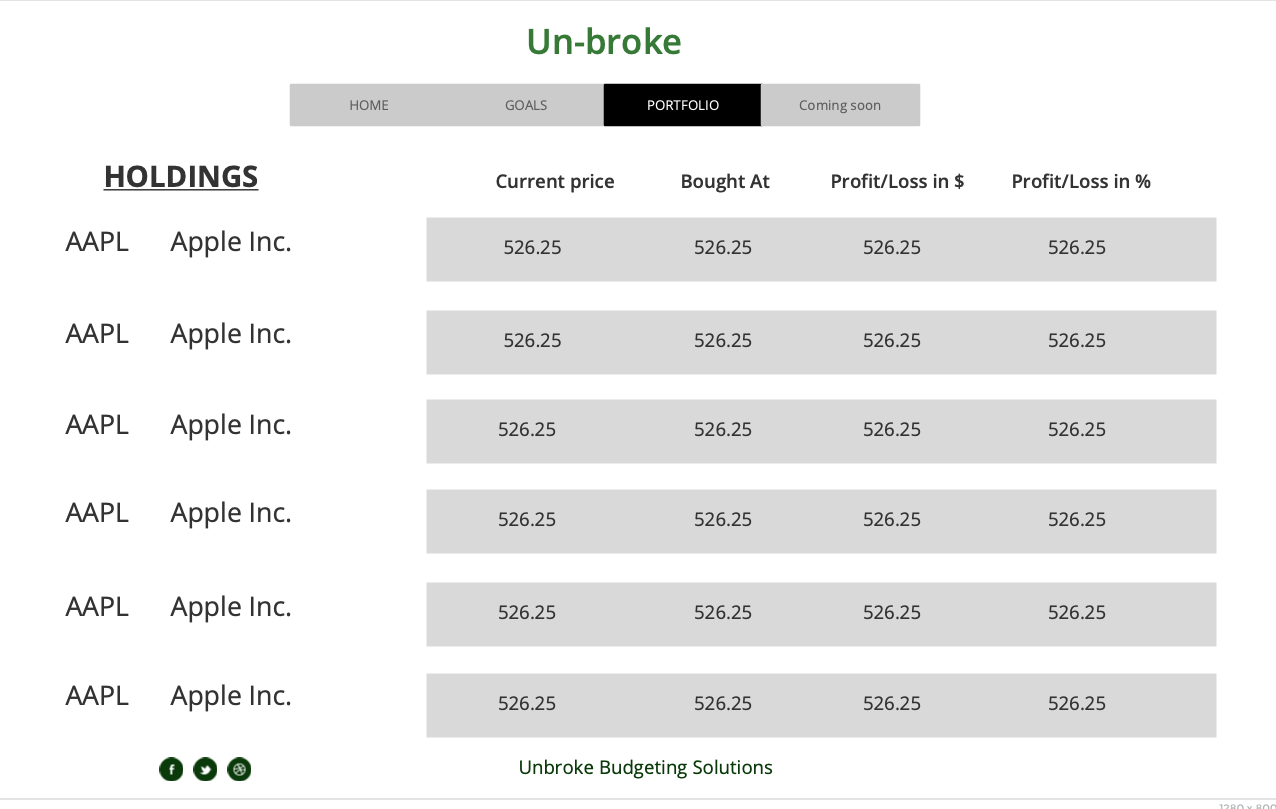 Un-broke
HOME GOALS PORTFOLIO Coming soon
HOLDINGS Current price Bought At Profit/Loss in $ Profit/Loss in %
AAPL Apple Inc. 526.25 526.25 526.25 526.25
AAPL Apple Inc. 526.25 526.25 526.25 526.25
AAPL Apple Inc. 526.25 526.25 526.25 526.25
AAPL Apple Inc. 526.25 526.25 526.25 526.25
AAPL Apple Inc. 526.25 526.25 526.25 526.25
AAPL Apple Inc. 526.25 526.25 526.25 526.25
Unbroke Budgeting Solutions
1280 x 800